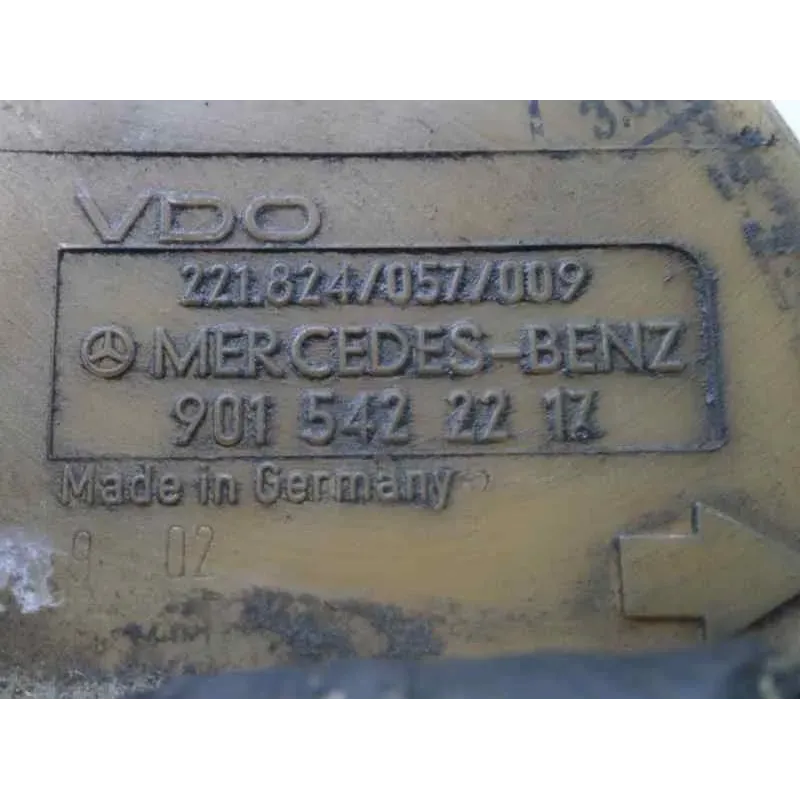 VDO
221.824/057/009
MERCEDES-BENZ
901 542 22 17
Made in Germany
9 02